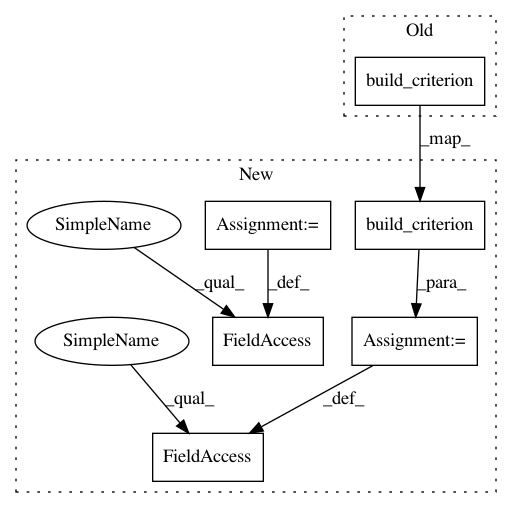 Old
build_criterion
_map_
New
SimpleName
Assignment:=
build_criterion
_qual_
_def_
_para_
SimpleName
FieldAccess
Assignment:=
_qual_
_def_
FieldAccess